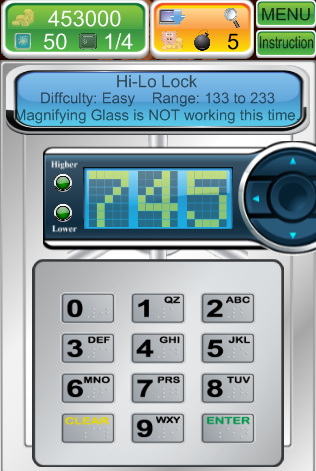 453000
50 1/4
5
MENU
Instruction
Hi-Lo Lock
Diffculty: Easy Range: 133 to 233
Magnifying Glass is NOT working this time.
Higher
745
Lower
0 1 QZ 2 ABC
3 DEF 4 GHI 5 JKL
6 MNO 7 PRS 8 TUV
CLEAR 9 WXY ENTER